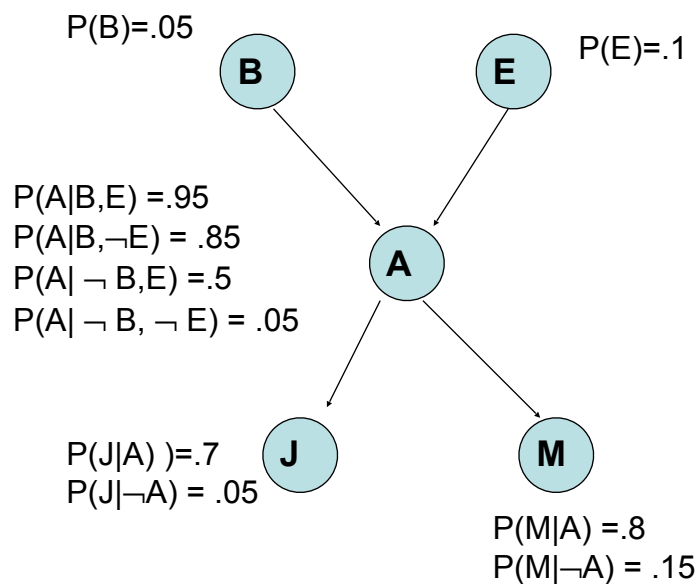 P(B)=.05
B
E
P(E)=.1
P(A|B,E) =.95
P(A|B,¬E) = .85
P(A| ¬ B,E) =.5
P(A| ¬ B, ¬ E) = .05
A
P(J|A) )=.7
P(J|¬A) = .05
J
M
P(M|A) =.8
P(M|¬A) = .15